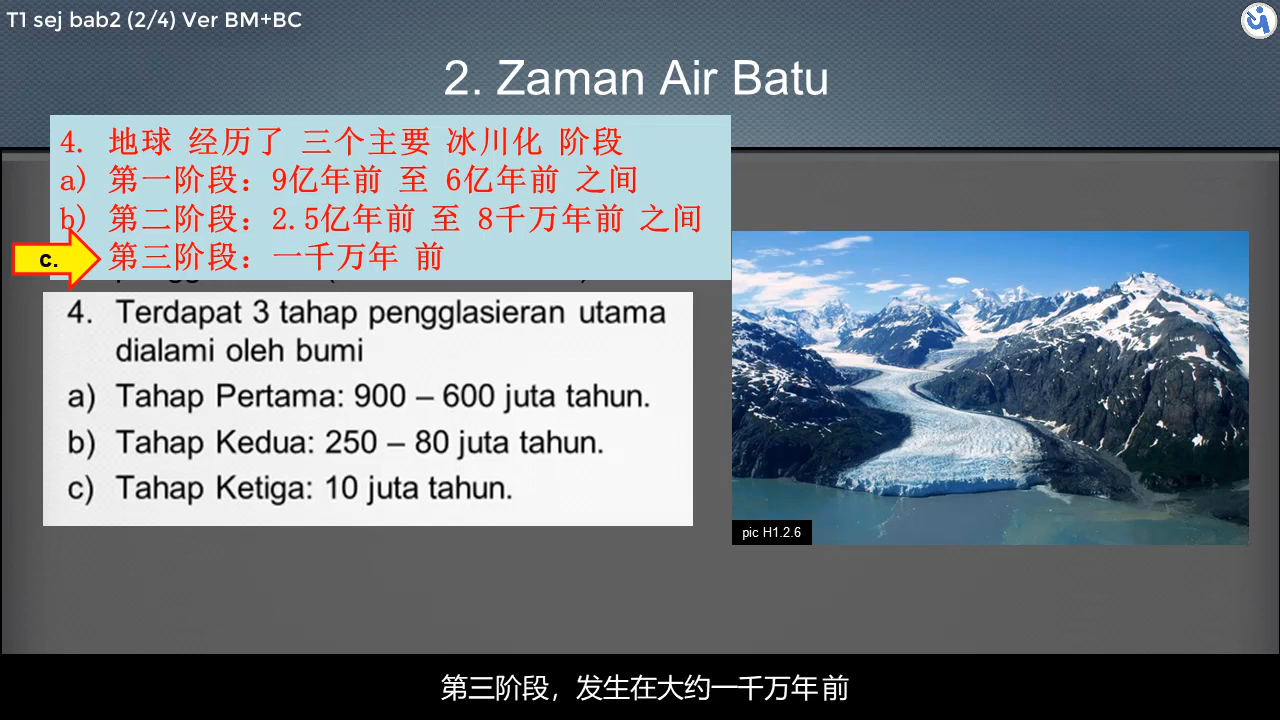 T1 sej bab2 (2/4) Ver BM+BC
2. Zaman Air Batu
4. 地球 经历了 三个主要 冰川化 阶段
a) 第一阶段：9亿年前 至 6亿年前 之间
b) 第二阶段：2.5亿年前 至 8千万年前 之间
c. 第三阶段：一千万年 前
4. Terdapat 3 tahap pengglasieran utama
dialami oleh bumi
a) Tahap Pertama: 900 – 600 juta tahun.
b) Tahap Kedua: 250 – 80 juta tahun.
c) Tahap Ketiga: 10 juta tahun.
pic H1.2.6
第三阶段，发生在大约一千万年前